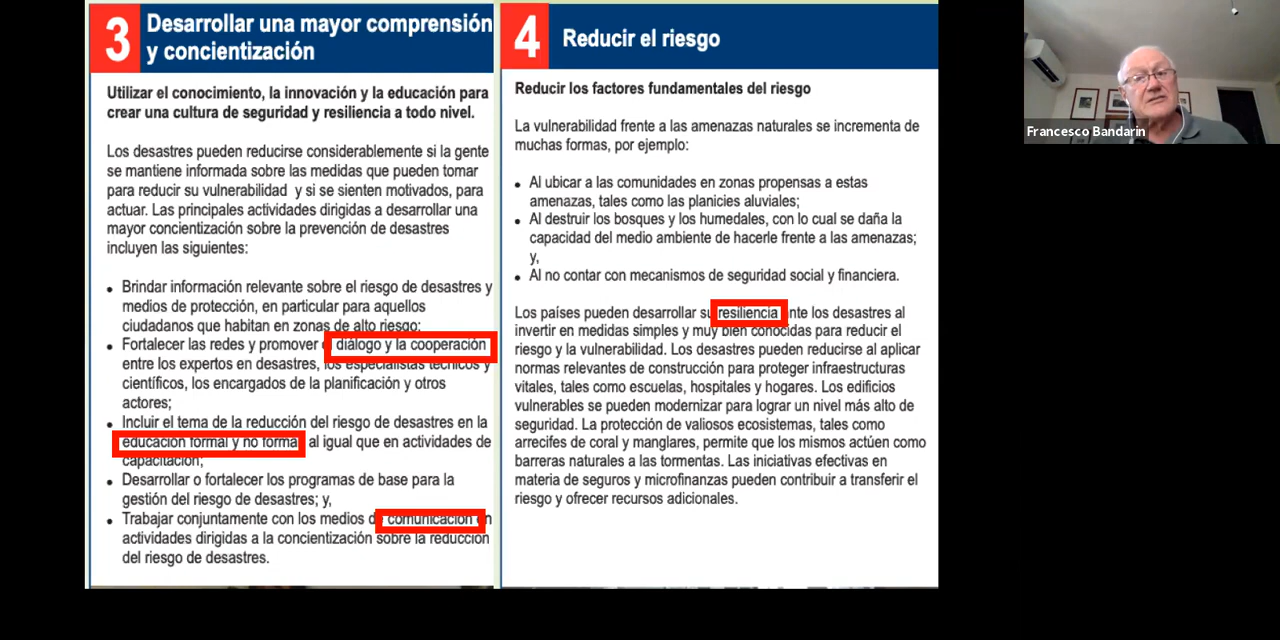 3
Desarrollar una mayor comprensión
y concientización
Utilizar el conocimiento, la innovación y la educación para
crear una cultura de seguridad y resiliencia a todo nivel.
Los desastres pueden reducirse considerablemente si la gente
se mantiene informada sobre las medidas que pueden tomar
para reducir su vulnerabilidad y si se sienten motivados, para
actuar. Las principales actividades dirigidas a desarrollar una
mayor concientización sobre la prevención de desastres
incluyen las siguientes:
• Brindar información relevante sobre el riesgo de desastres y
medios de protección, en particular para aquellos
ciudadanos que habitan en zonas de alto riesgo;
• Fortalecer las redes y promover diálogo y la cooperación
entre los expertos en desastres, los especialistas técnicos y
científicos, los encargados de la planificación y otros
actores;
• Incluir el tema de la reducción del riesgo de desastres en la
educación formal y no formal al igual que en actividades de
capacitación;
• Desarrollar o fortalecer los programas de base para la
gestión del riesgo de desastres; y,
• Trabajar conjuntamente con los medios de comunicación en
actividades dirigidas a la concientización sobre la reducción
del riesgo de desastres.
4
Reducir el riesgo
Reducir los factores fundamentales del riesgo
La vulnerabilidad frente a las amenazas naturales se incrementa de
muchas formas, por ejemplo:
• Al ubicar a las comunidades en zonas propensas a estas
amenazas, tales como las planicies aluviales;
• Al destruir los bosques y los humedales, con lo cual se daña la
capacidad del medio ambiente de hacerle frente a las amenazas;
y,
• Al no contar con mecanismos de seguridad social y financiera.
Los países pueden desarrollar su resiliencia ante los desastres al
invertir en medidas simples y muy bien conocidas para reducir el
riesgo y la vulnerabilidad. Los desastres pueden reducirse al aplicar
normas relevantes de construcción para proteger infraestructuras
vitales, tales como escuelas, hospitales y hogares. Los edificios
vulnerables se pueden modernizar para lograr un nivel más alto de
seguridad. La protección de valiosos ecosistemas, tales como
arrecifes de coral y manglares, permite que los mismos actúen como
barreras naturales a las tormentas. Las iniciativas efectivas en
materia de seguros y microfinanzas pueden contribuir a transferir el
riesgo y ofrecer recursos adicionales.
Francesco Bandarin